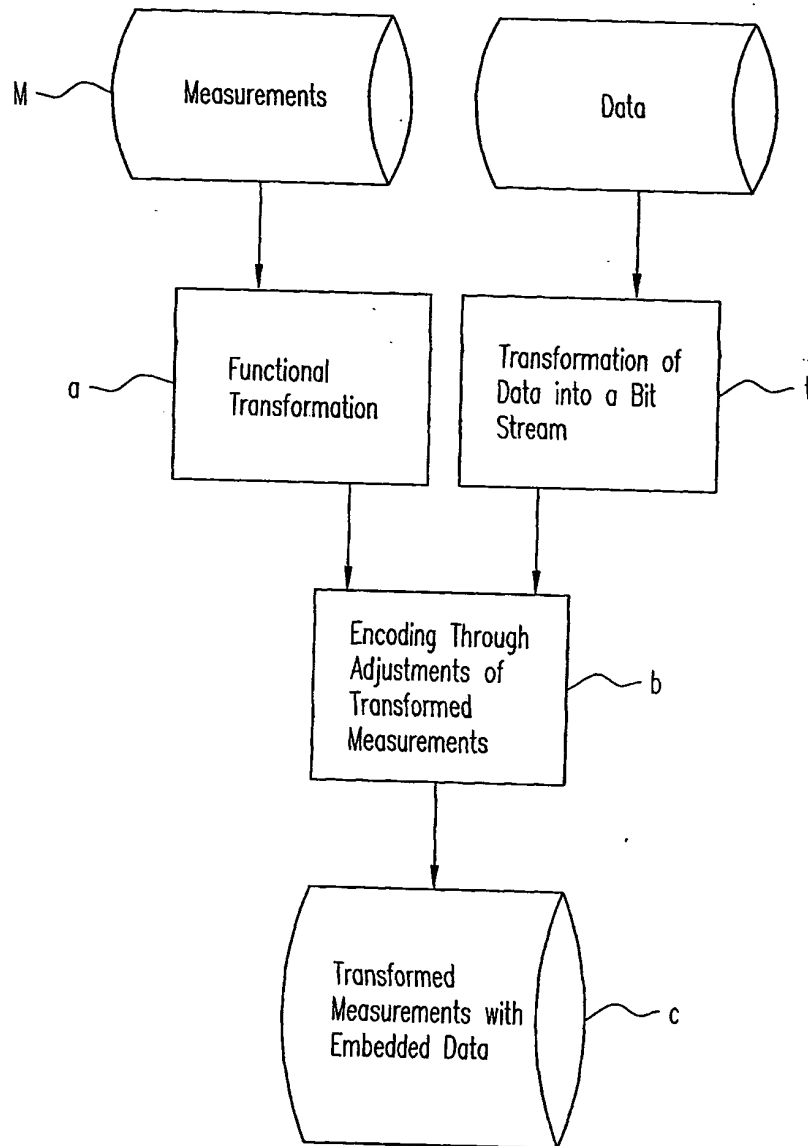 M
Measurements
Data
a
Functional
Transformation
Transformation of
Data into a Bit
Stream
Encoding Through
Adjustments of
Transformed
Measurements
b
Transformed
Measurements with
Embedded Data
c